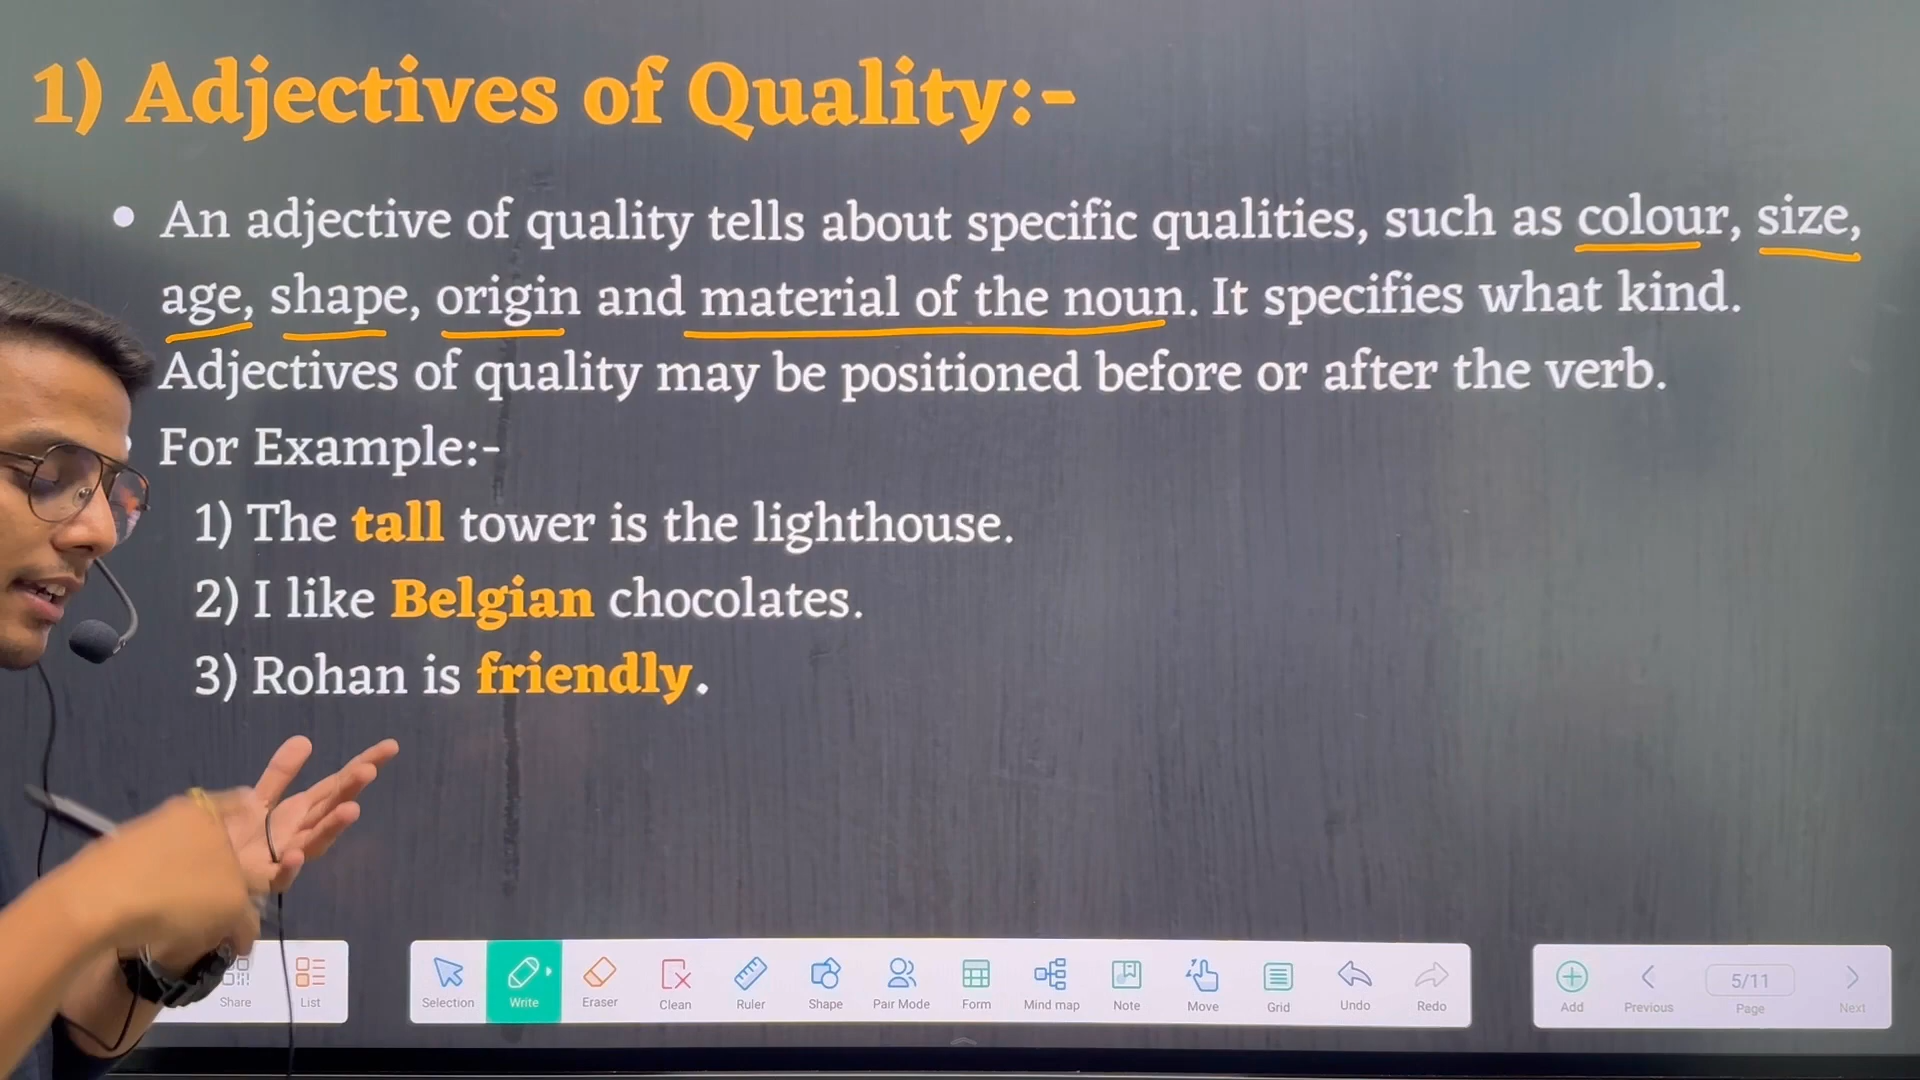 1) Adjectives of Quality:-
• An adjective of quality tells about specific qualities, such as colour, size,
age, shape, origin and material of the noun. It specifies what kind.
Adjectives of quality may be positioned before or after the verb.
For Example:-
1) The tall tower is the lighthouse.
2) I like Belgian chocolates.
3) Rohan is friendly.
Share List Selection Write Eraser Clean Ruler Shape Pair Mode Form Mind map Note Move Grid Undo Redo Add Previous 5/11 Page Next